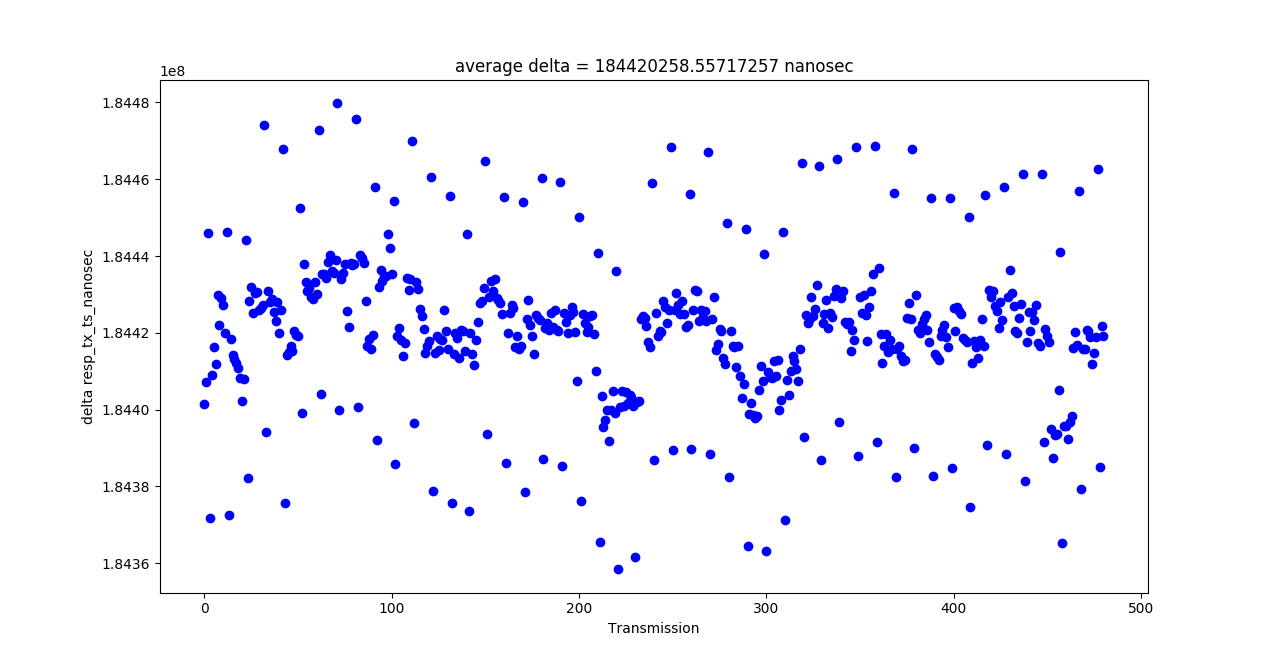 average delta = 184420258.55717257 nanosec
1e8
1.8448
1.8446
1.8444
1.8442
1.8440
1.8438
1.8436
delta resp_tx_ts_nanosec
0 100 200 300 400 500
Transmission